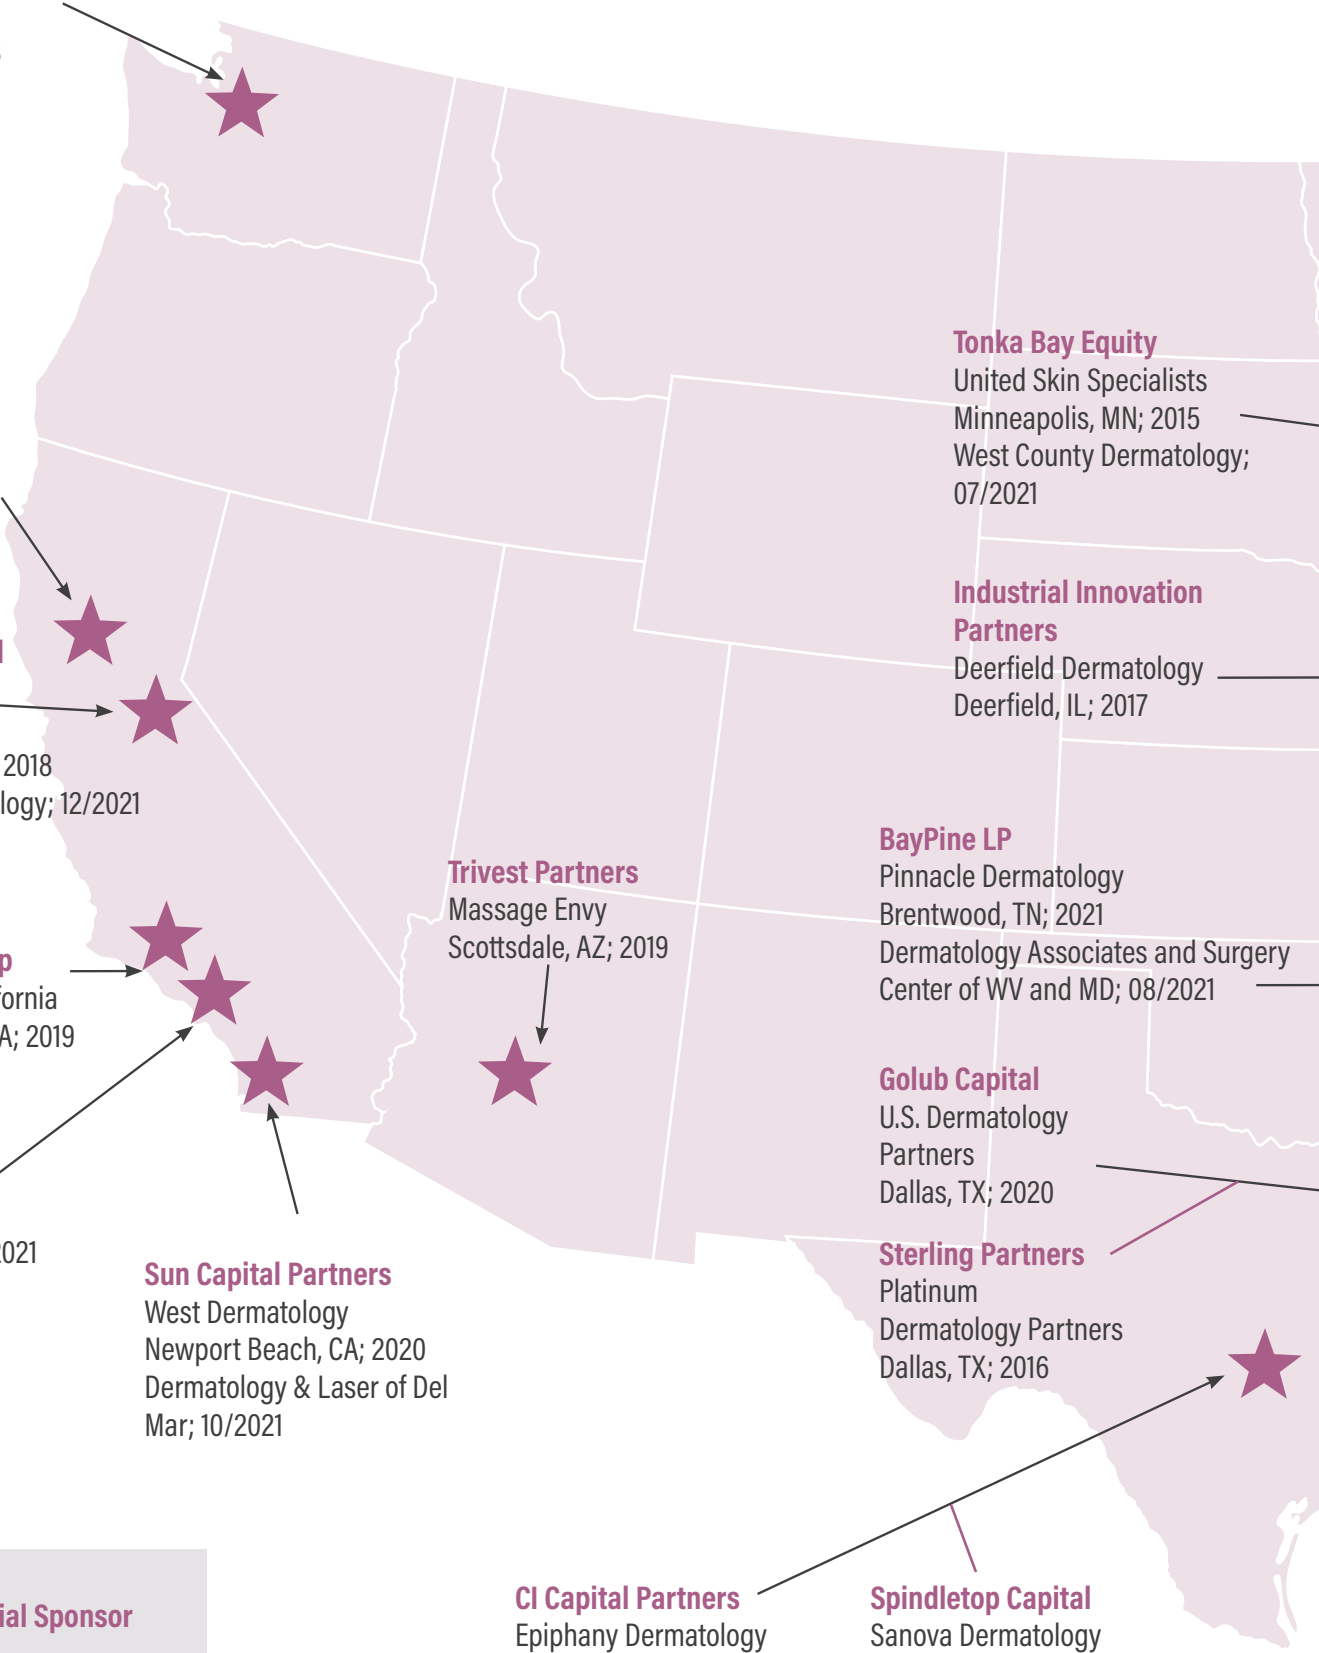 Tonka Bay Equity
United Skin Specialists
Minneapolis, MN; 2015
West County Dermatology;
07/2021
Industrial Innovation
Partners
Deerfield Dermatology
Deerfield, IL; 2017
2018
logy; 12/2021
BayPine LP
Pinnacle Dermatology
Brentwood, TN; 2021
Dermatology Associates and Surgery
Center of WV and MD; 08/2021
Trivest Partners
Massage Envy
Scottsdale, AZ; 2019
p
fornia
A; 2019
Golub Capital
U.S. Dermatology
Partners
Dallas, TX; 2020
Sterling Partners
Platinum
Dermatology Partners
Dallas, TX; 2016
021
Sun Capital Partners
West Dermatology
Newport Beach, CA; 2020
Dermatology & Laser of Del
Mar; 10/2021
CI Capital Partners
Epiphany Dermatology
Spindletop Capital
Sanova Dermatology
ial Sponsor